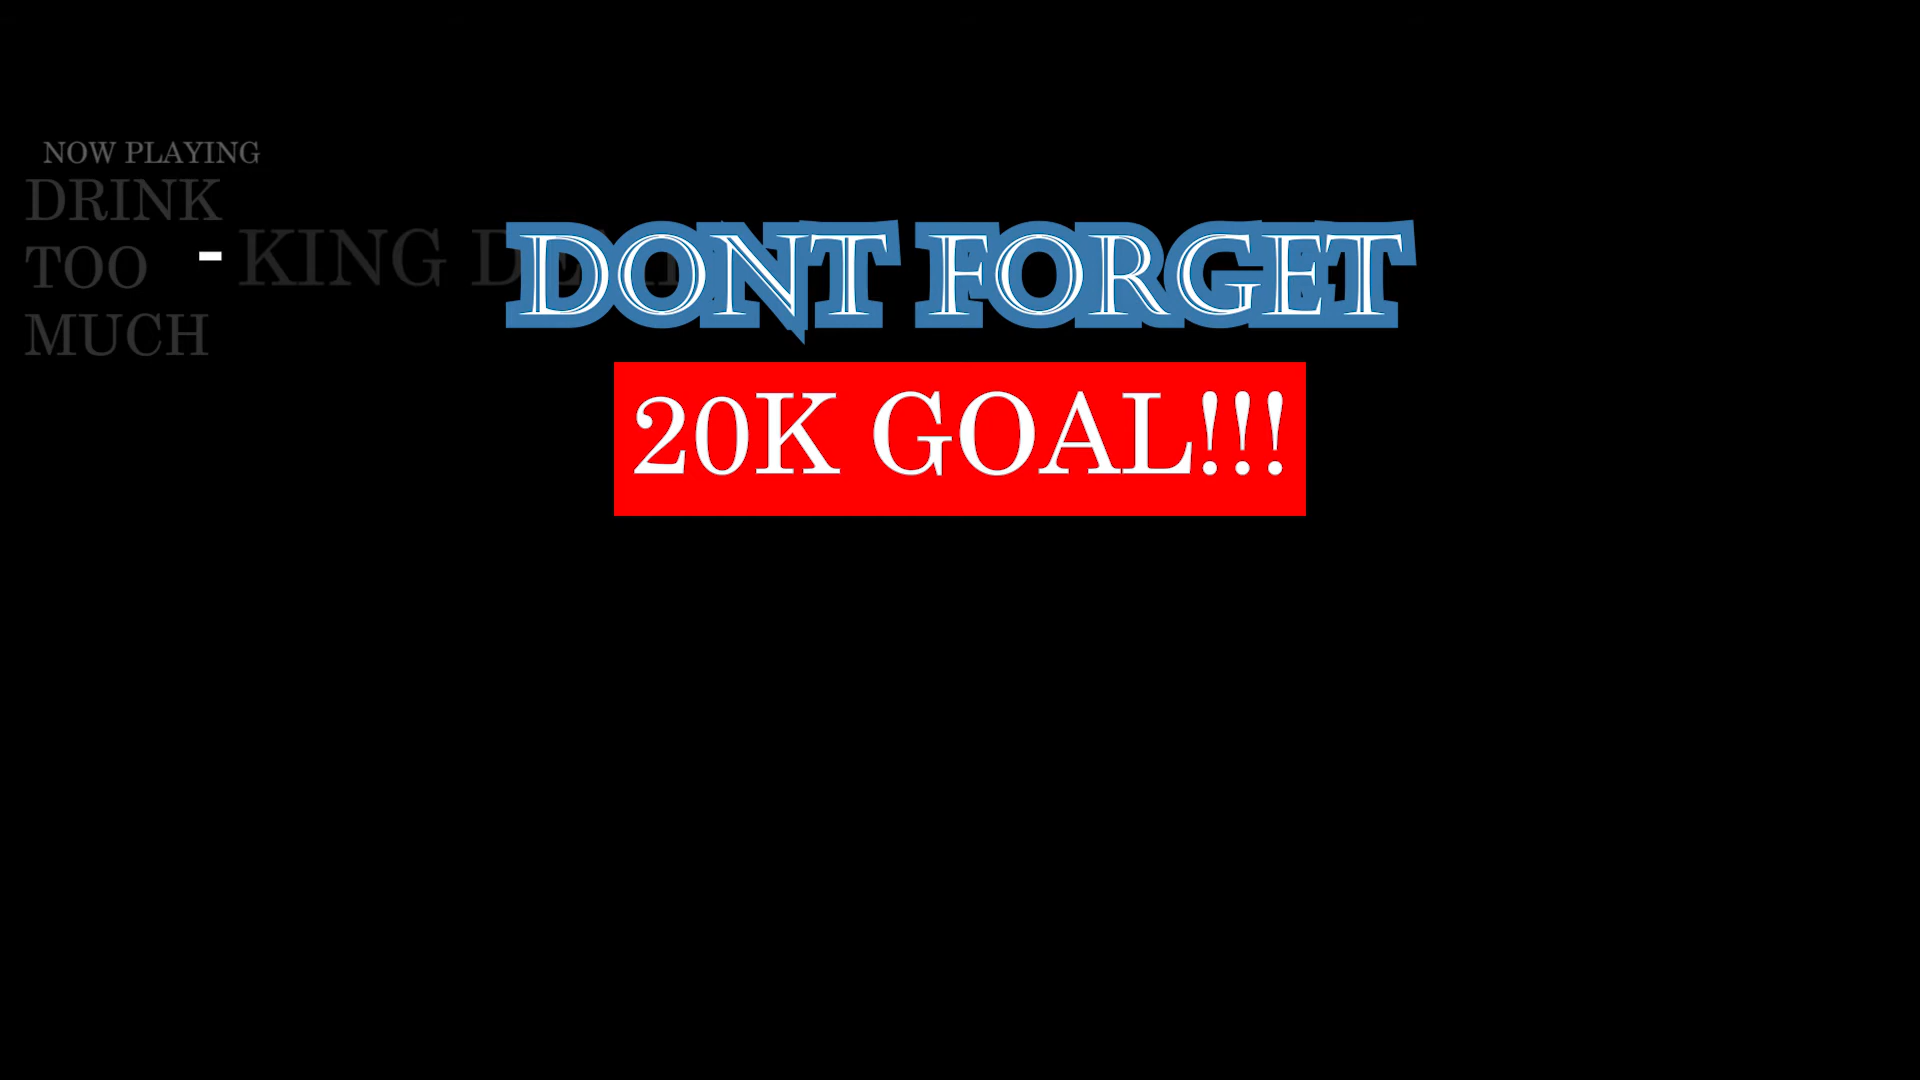 NOW PLAYING
DRINK
TOO
MUCH
- KING
DONT FORGET
20K GOAL!!!